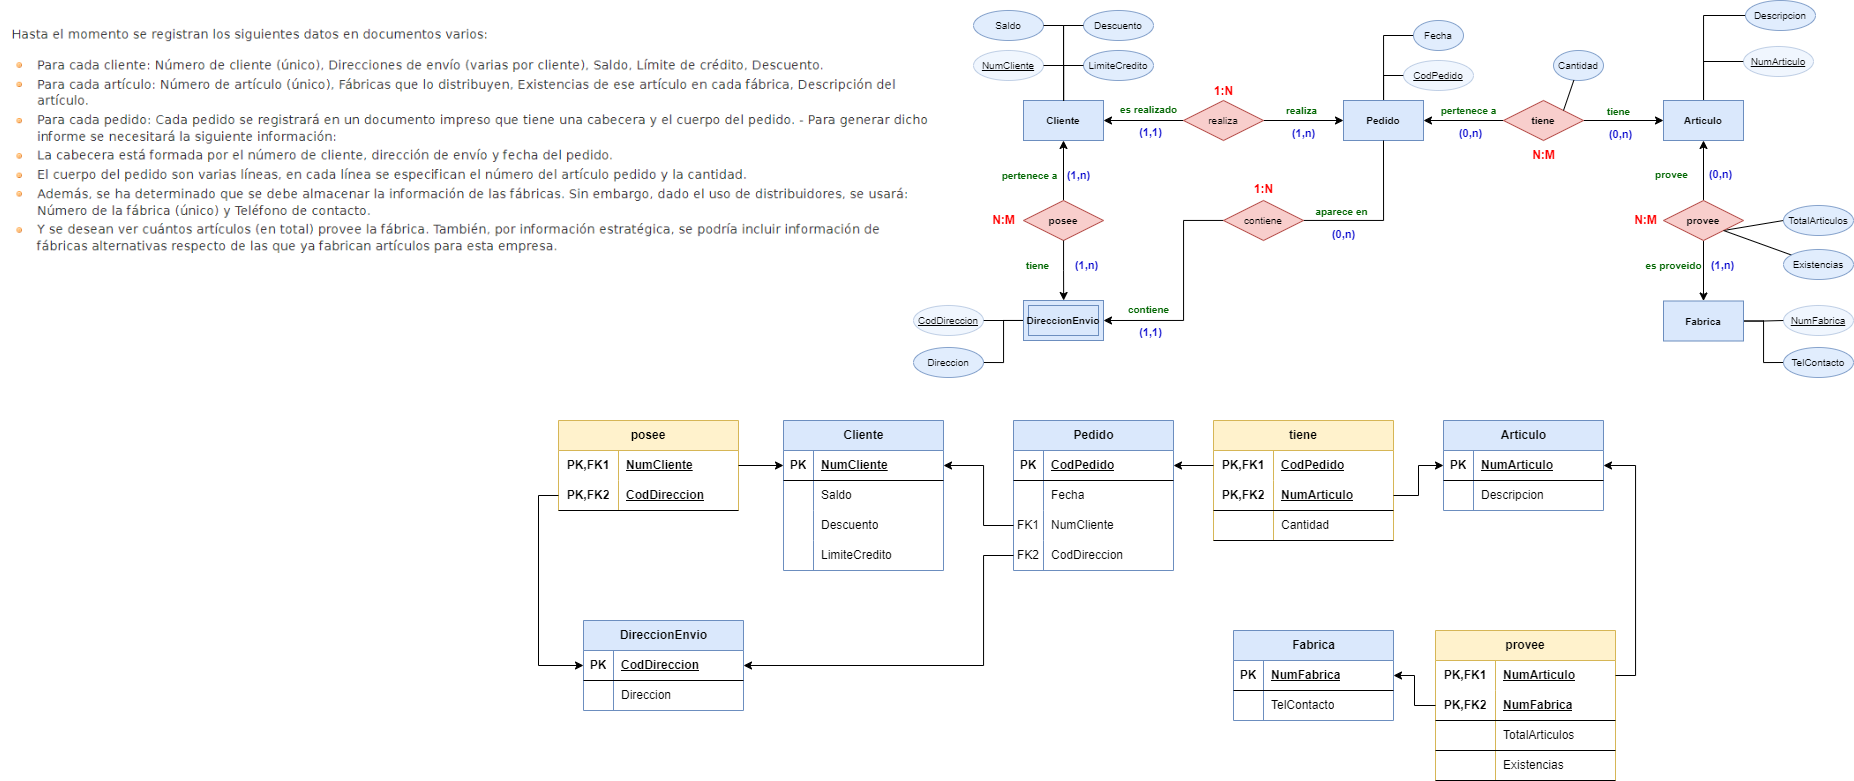 Hasta el momento se registran los siguientes datos en documentos varios:
Para cada cliente: Número de cliente (único), Direcciones de envío (varias por cliente), Saldo, Límite de crédito, Descuento.
Para cada artículo: Número de artículo (único), Fábricas que lo distribuyen, Existencias de ese artículo en cada fábrica, Descripción del
artículo.
Para cada pedido: Cada pedido se registrará en un documento impreso que tiene una cabecera y el cuerpo del pedido. - Para generar dicho
informe se necesitará la siguiente información:
La cabecera está formada por el número de cliente, dirección de envío y fecha del pedido.
El cuerpo del pedido son varias líneas, en cada línea se especifican el número del artículo pedido y la cantidad.
Además, se ha determinado que se debe almacenar la información de las fábricas. Sin embargo, dado el uso de distribuidores, se usará:
Número de la fábrica (único) y Teléfono de contacto.
Y se desean ver cuántos artículos (en total) provee la fábrica. También, por información estratégica, se podría incluir información de
fábricas alternativas respecto de las que ya fabrican artículos para esta empresa.
Saldo Descuento
NumCliente LimiteCredito
Fecha
CodPedido
Cantidad
Descripcion
NumArticulo
Cliente es realizado (1,1) 1:N realiza realiza (1,n) Pedido pertenece a (0,n) tiene N:M tiene (0,n) Articulo
pertenece a (1,n)
N:M posee
tiene (1,n)
1:N
contiene
aparece en
(0,n)
contiene
(1,1)
CodDireccion DireccionEnvio
Direccion
provee (0,n)
N:M provee TotalArticulos
Existencias
es proveido (1,n)
Fabrica NumFabrica
TelContacto
posee
PK,FK1 NumCliente
PK,FK2 CodDireccion
Cliente
PK NumCliente
Saldo
Descuento
LimiteCredito
Pedido
PK CodPedido
Fecha
FK1 NumCliente
FK2 CodDireccion
tiene
PK,FK1 CodPedido
PK,FK2 NumArticulo
Cantidad
Articulo
PK NumArticulo
Descripcion
DireccionEnvio
PK CodDireccion
Direccion
Fabrica
PK NumFabrica
TelContacto
provee
PK,FK1 NumArticulo
PK,FK2 NumFabrica
TotalArticulos
Existencias